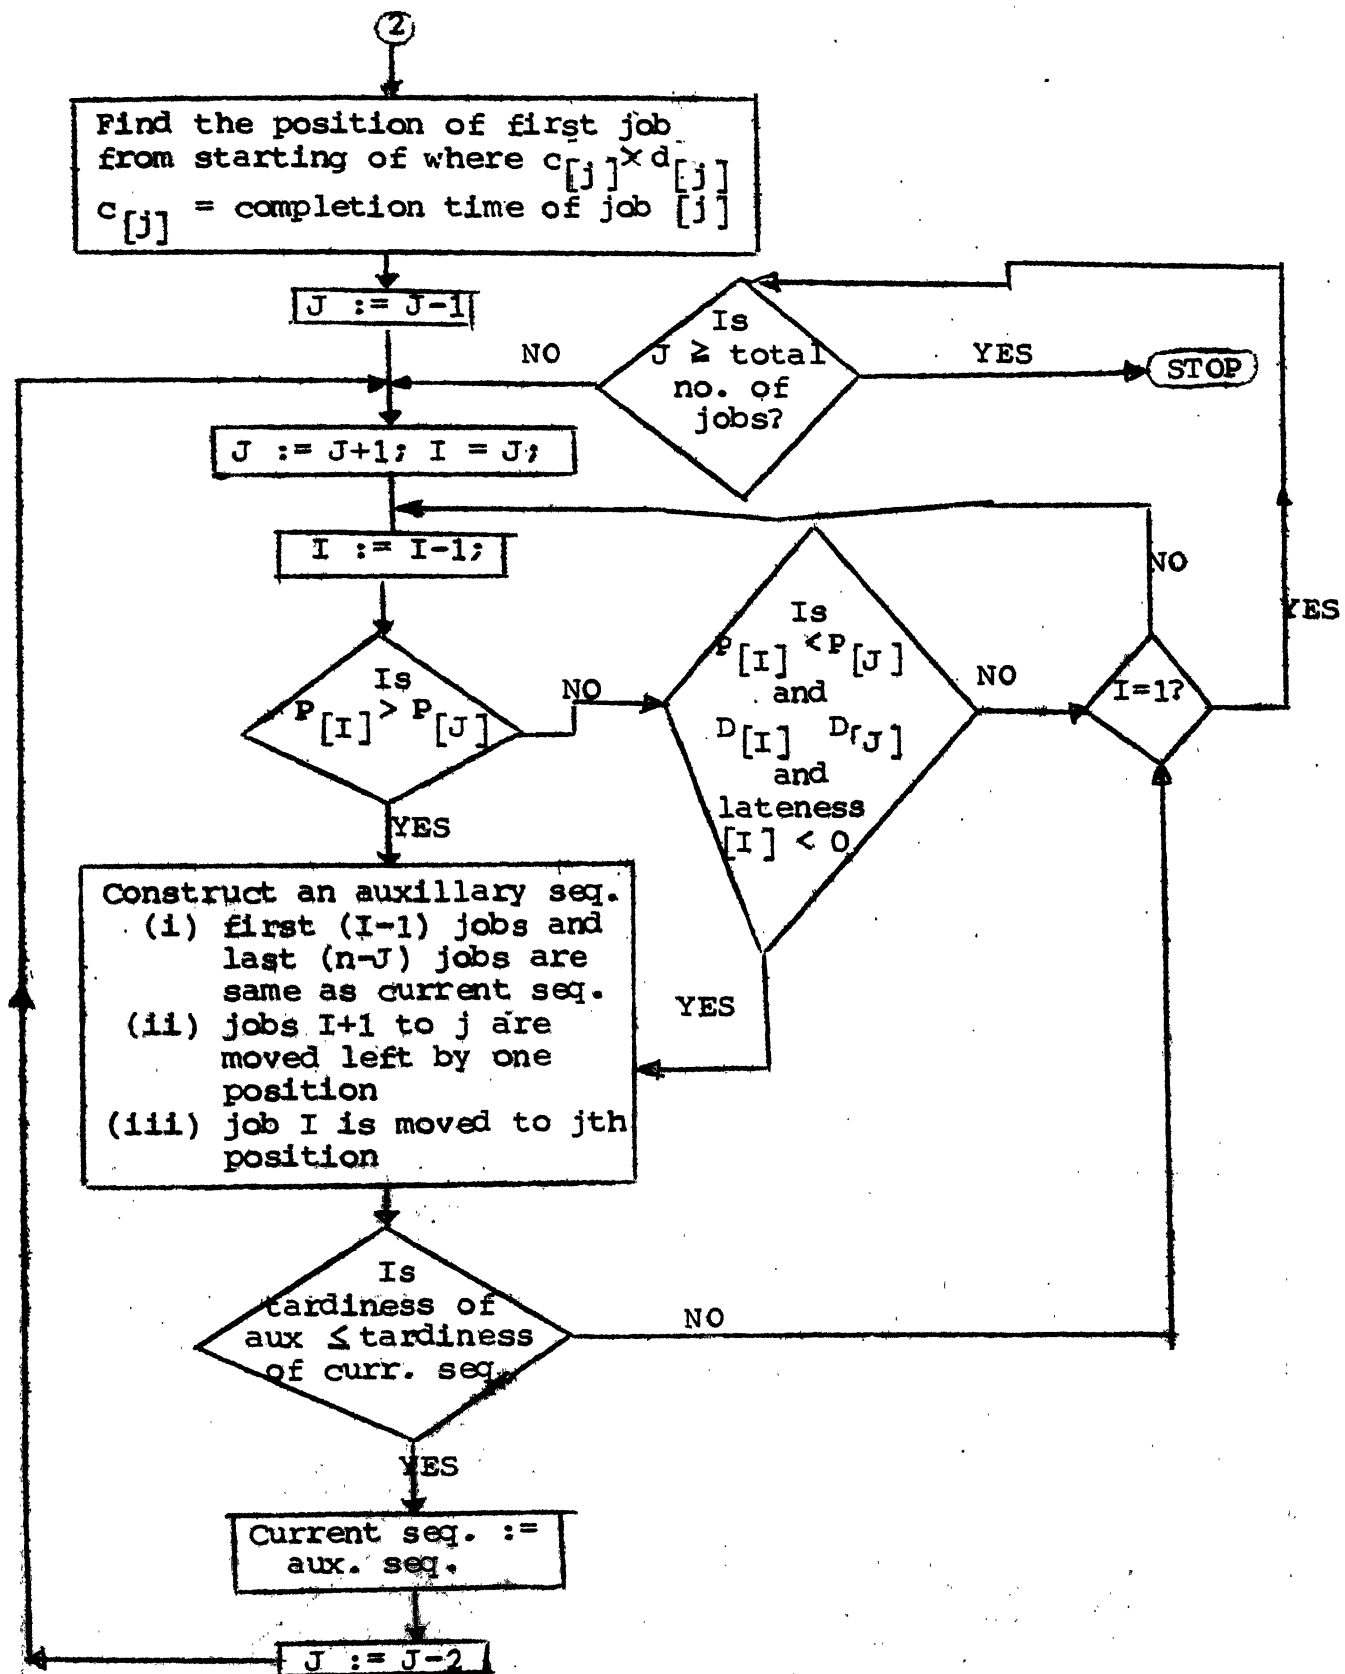 2
Find the position of first job
from starting of where c[j] × d[j]
c[j] = completion time of job [j]
J := J-1
Is
J ≥ total
no. of
jobs?
NO
YES
STOP
J := J+1; I = J;
I := I-1;
NO
YES
Is
P[I] > P[J]
NO
Is
P[I] < P[J]
and
D[I] D[J]
and
lateness
[I] < 0
NO
I=1?
YES
YES
Construct an auxillary seq.
(i) first (I-1) jobs and
last (n-J) jobs are
same as current seq.
(ii) jobs I+1 to j are
moved left by one
position
(iii) job I is moved to jth
position
Is
tardiness of
aux ≤ tardiness
of curr. seq.
NO
YES
Current seq. :=
aux. seq.
J := J-2